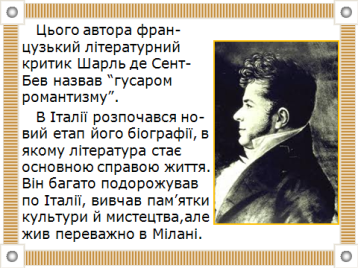 Цього автора фран-
цузький літературний
критик Шарль де Сент-
Бев назвав “гусаром
романтизму”.
В Італії розпочався но-
вий етап його біографії, в
якому література стає
основною справою життя.
Він багато подорожував
по Італії, вивчав пам’ятки
культури й мистецтва,але
жив переважно в Мілані.